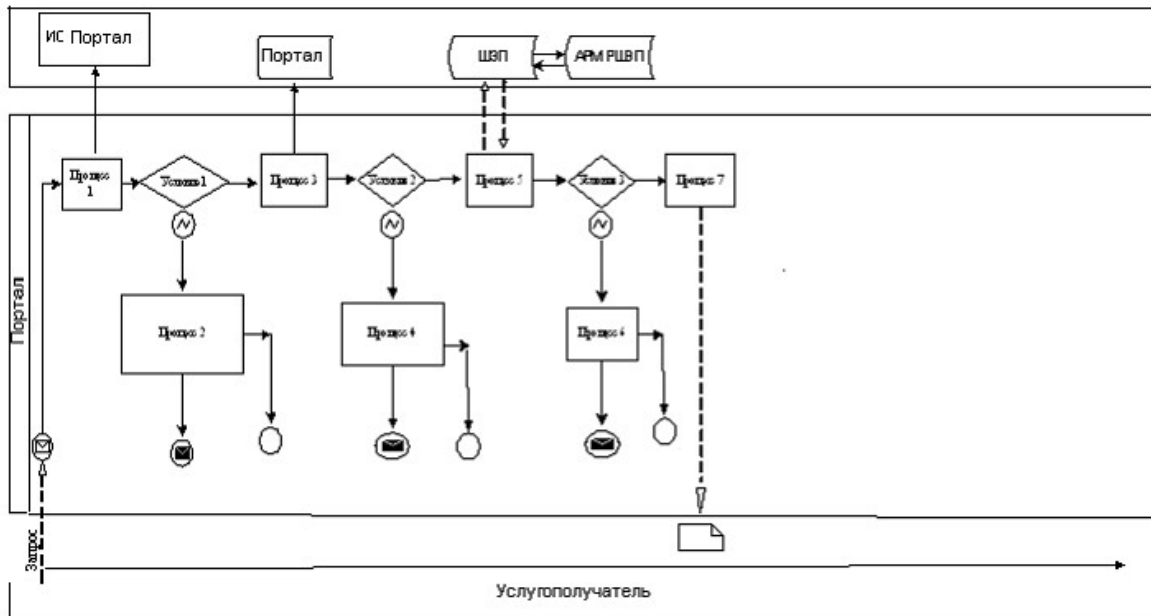 ИС Портал
Портал
ШЭП
АРМ РШЭП
Процесс 1
Условие 1
Процесс 3
Условие 2
Процесс 5
Условие 3
Процесс 7
Процесс 2
Процесс 4
Процесс 6
Портал
Запрос
Услугополучатель